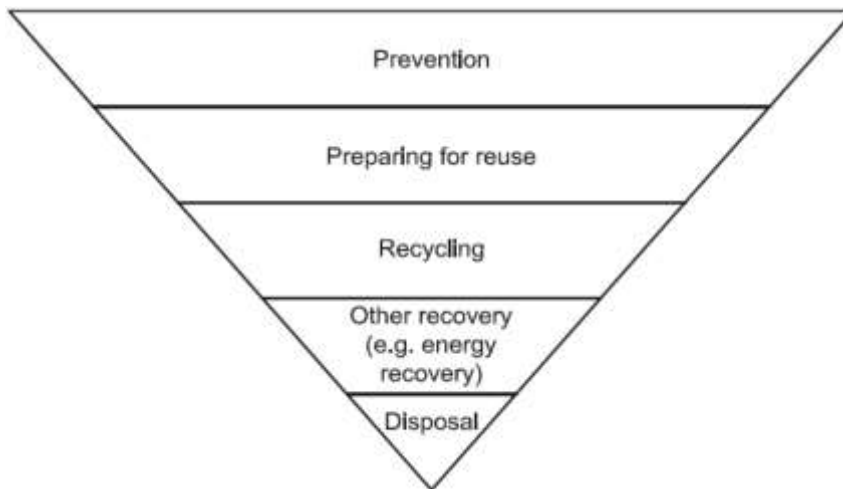 Prevention
Preparing for reuse
Recycling
Other recovery
(e.g. energy
recovery)
Disposal